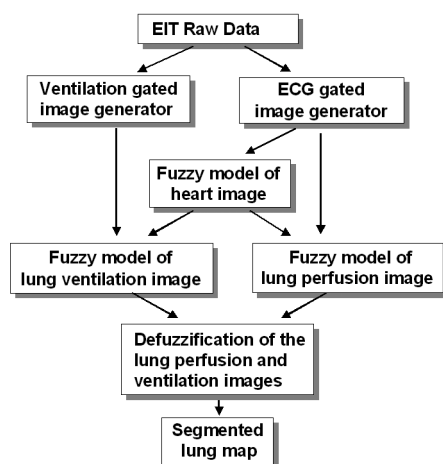 EIT Raw Data
Ventilation gated
image generator
ECG gated
image generator
Fuzzy model of
heart image
Fuzzy model of
lung ventilation image
Fuzzy model of
lung perfusion image
Defuzzification of the
lung perfusion and
ventilation images
Segmented
lung map